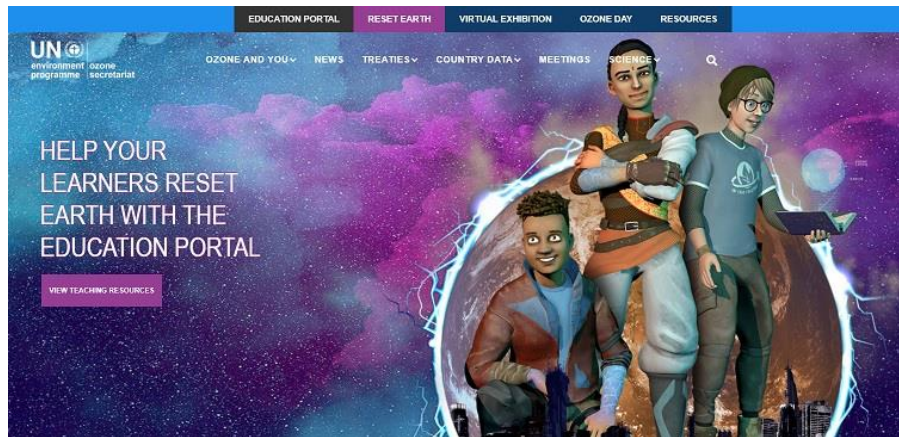 EDUCATION PORTAL RESET EARTH VIRTUAL EXHIBITION OZONE DAY RESOURCES
UN
environment
programme
ozone
secretariat
OZONE AND YOU NEWS TREATIES COUNTRY DATA MEETINGS SCIENCE
HELP YOUR
LEARNERS RESET
EARTH WITH THE
EDUCATION PORTAL
VIEW TEACHING RESOURCES